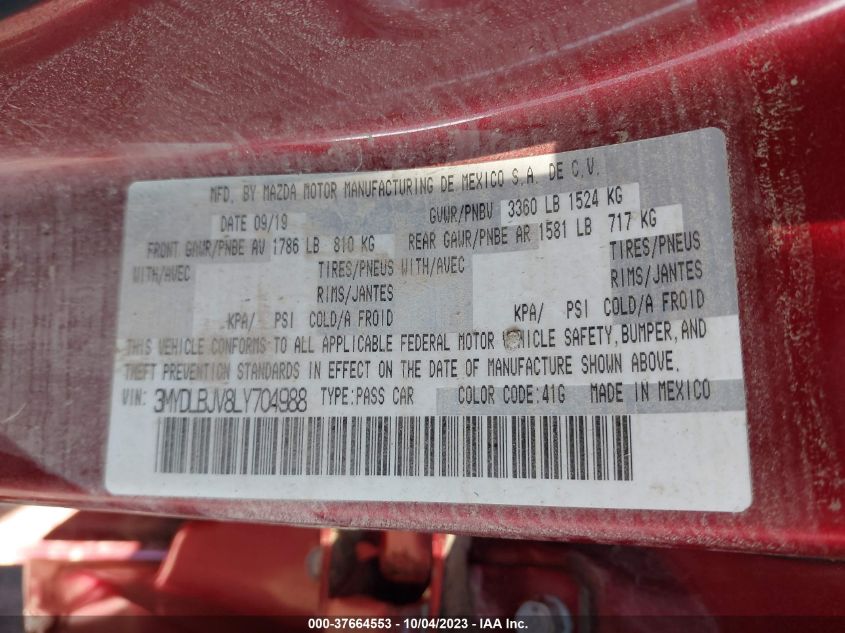 MFD. BY MAZDA MOTOR MANUFACTURING DE MEXICO S.A. DE C.V.
DATE 09/19 GVWR/PNBV 3360 LB 1524 KG
FRONT GAWR/PNBE AV 1786 LB 810 KG REAR GAWR/PNBE AR 1581 LB 717 KG
WITH/AVEC TIRES/PNEUS WITH/AVEC TIRES/PNEUS
RIMS/JANTES RIMS/JANTES
KPA/ PSI COLD/A FROID KPA/ PSI COLD/A FROID
THIS VEHICLE CONFORMS TO ALL APPLICABLE FEDERAL MOTOR VEHICLE SAFETY, BUMPER, AND
THEFT PREVENTION STANDARDS IN EFFECT ON THE DATE OF MANUFACTURE SHOWN ABOVE.
VIN: 3MYDLBJV8LY704988 TYPE:PASS CAR COLOR CODE:41G MADE IN MEXICO
000-37664553 - 10/04/2023 - IAA Inc.